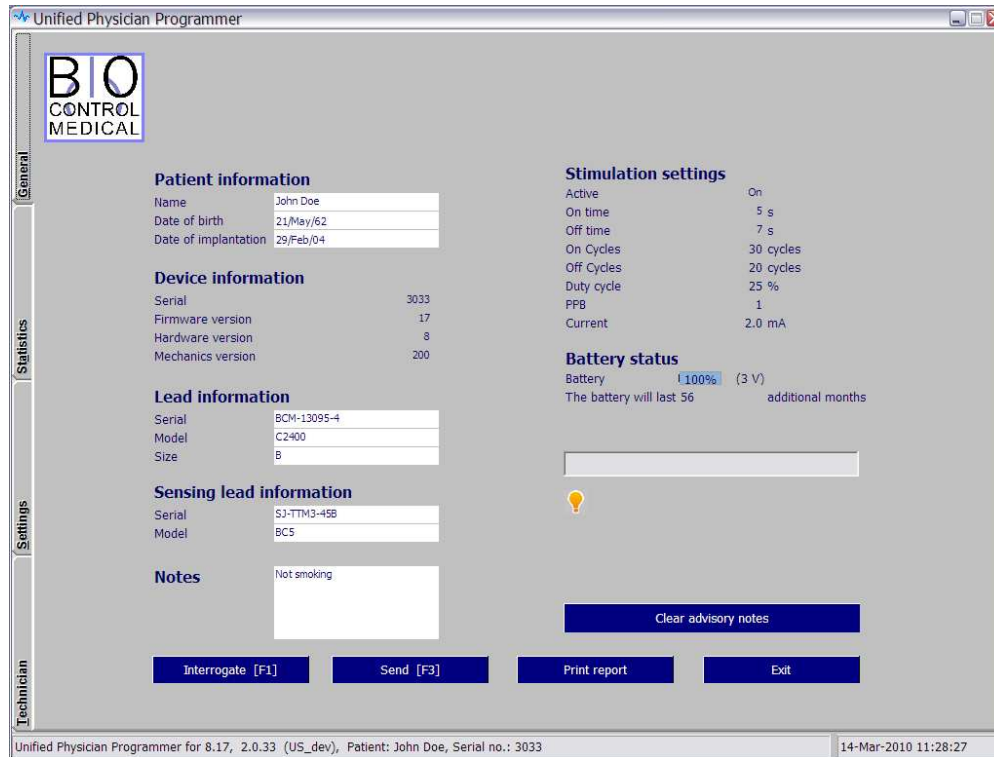 Unified Physician Programmer
BIO
CONTROL
MEDICAL
General
Statistics
Settings
Technician
Patient information
Name John Doe
Date of birth 21/May/62
Date of implantation 29/Feb/04
Device information
Serial 3033
Firmware version 17
Hardware version 8
Mechanics version 200
Lead information
Serial BCM-13095-4
Model C2400
Size B
Sensing lead information
Serial SJ-TTM3-45B
Model BC5
Notes Not smoking
Stimulation settings
Active On
On time 5 s
Off time 7 s
On Cycles 30 cycles
Off Cycles 20 cycles
Duty cycle 25 %
PPB 1
Current 2.0 mA
Battery status
Battery 100% (3 V)
The battery will last 56 additional months
Clear advisory notes
Interrogate [F1] Send [F3] Print report Exit
Unified Physician Programmer for 8.17, 2.0.33 (US_dev), Patient: John Doe, Serial no.: 3033 14-Mar-2010 11:28:27